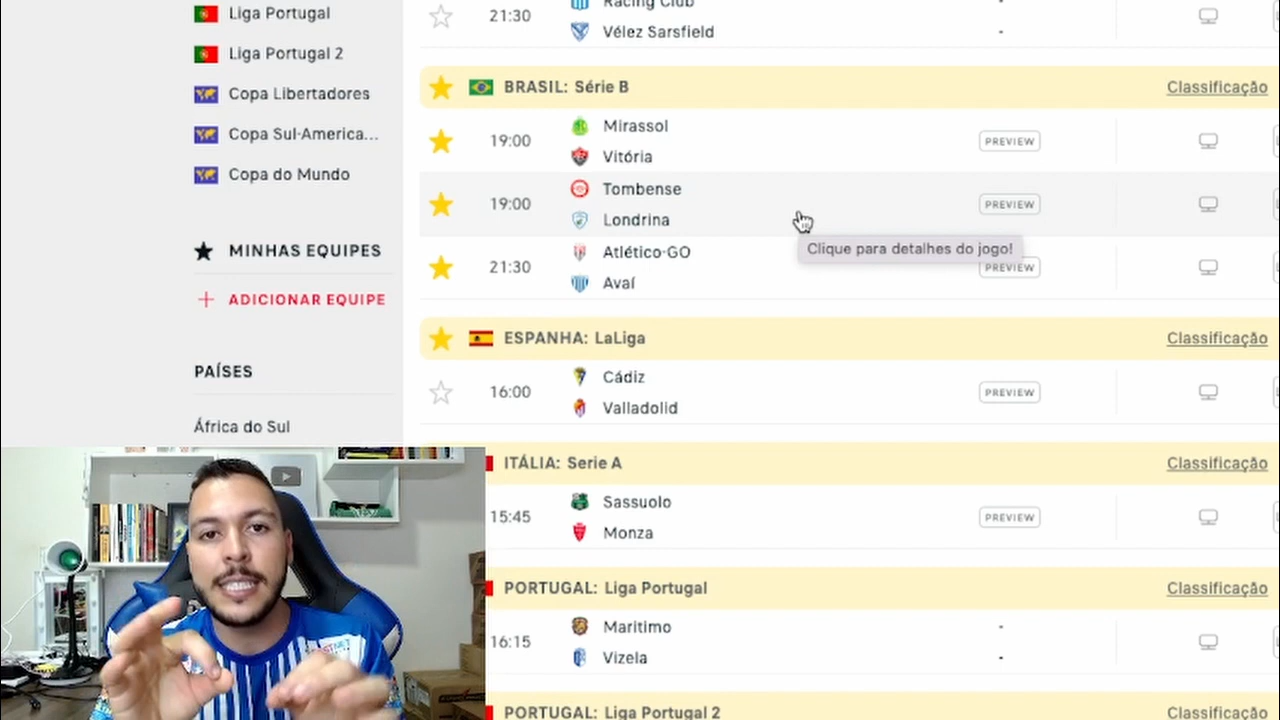 Liga Portugal
Liga Portugal 2
Copa Libertadores
Copa Sul-America...
Copa do Mundo
MINHAS EQUIPES
ADICIONAR EQUIPE
PAÍSES
África do Sul
21:30
Racing Club
-
Vélez Sarsfield
-
BRASIL: Série B
Classificação
19:00
Mirassol
Vitória
PREVIEW
19:00
Tombense
Londrina
PREVIEW
Clique para detalhes do jogo!
21:30
Atlético-GO
Avaí
PREVIEW
ESPANHA: LaLiga
Classificação
16:00
Cádiz
Valladolid
PREVIEW
ITÁLIA: Serie A
Classificação
15:45
Sassuolo
Monza
PREVIEW
PORTUGAL: Liga Portugal
Classificação
16:15
Marítimo
-
Vizela
-
PORTUGAL: Liga Portugal 2
Classificação